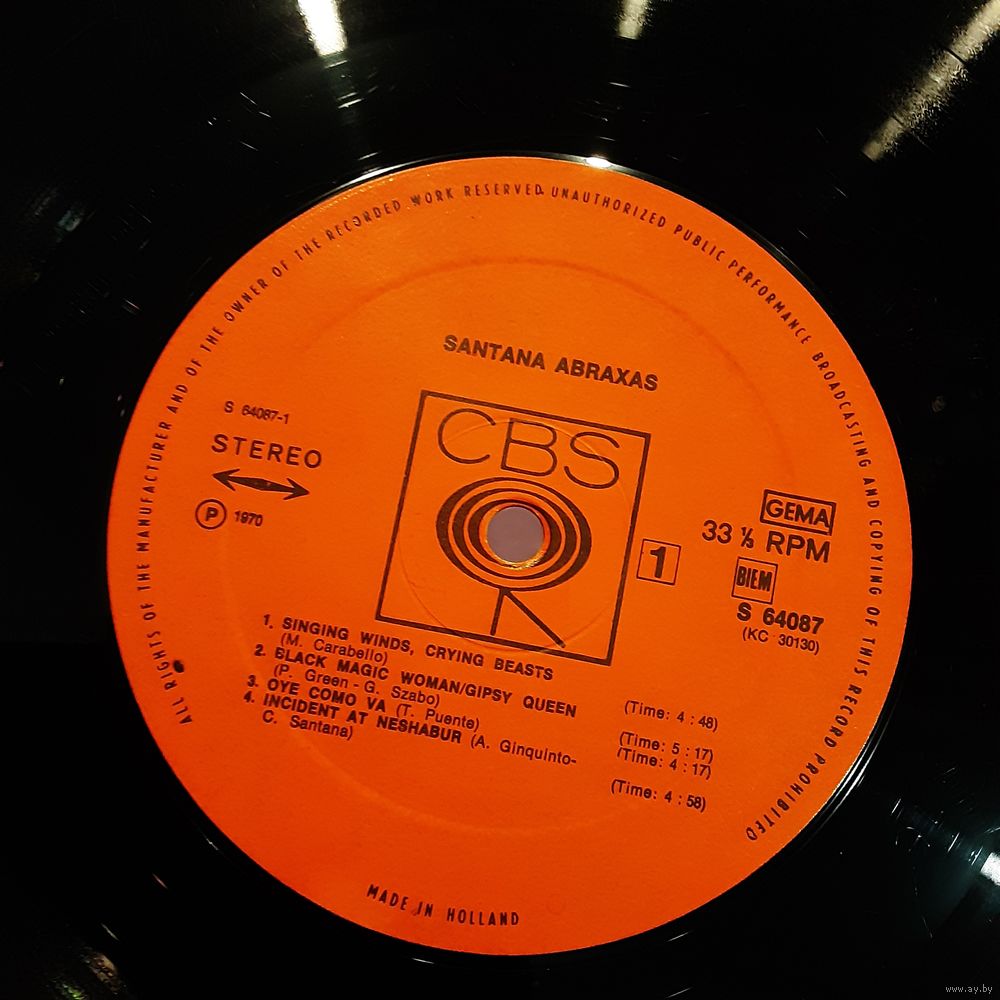 ALL RIGHTS OF THE MANUFACTURER AND OF THE OWNER OF THE RECORDED WORK RESERVED. UNAUTHORIZED PUBLIC PERFORMANCE BROADCASTING AND COPYING OF THIS RECORD PROHIBITED
SANTANA ABRAXAS
S 64087-1
STEREO
P 1970
CBS
1
GEMA
33 ⅓ RPM
BIEM
S 64087
(KC 30130)
1. SINGING WINDS, CRYING BEASTS
(M. Carabello) (Time: 4 : 48)
2. BLACK MAGIC WOMAN/GIPSY QUEEN
(P. Green - G. Szabo) (Time: 5 : 17)
3. OYE COMO VA (T. Puente) (Time: 4 : 17)
4. INCIDENT AT NESHABUR (A. Ginquinto-
C. Santana) (Time: 4 : 58)
MADE IN HOLLAND
www.ay.by